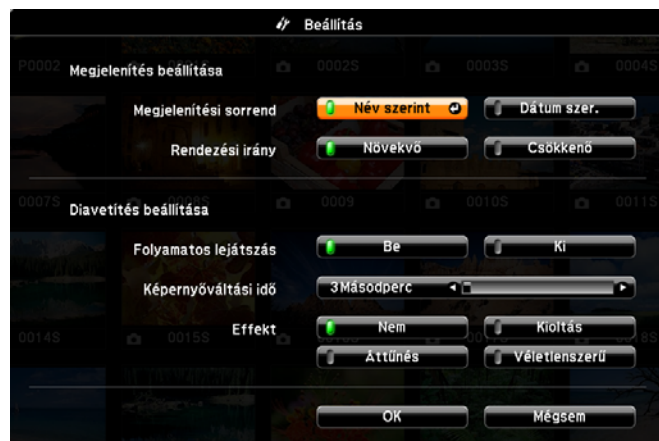 Beállítás
P0002 0002S 0003S 0004S
Megjelenítés beállítása
Megjelenítési sorrend Név szerint Dátum szer.
Rendezési irány Növekvő Csökkenő
0007S 0008S 0009 0010S 0011S
Diavetítés beállítása
Folyamatos lejátszás Be Ki
Képernyőváltási idő 3Másodperc
Effekt Nem Kioltás
0014S 0015S
Áttűnés Véletlenszerű
OK Mégsem